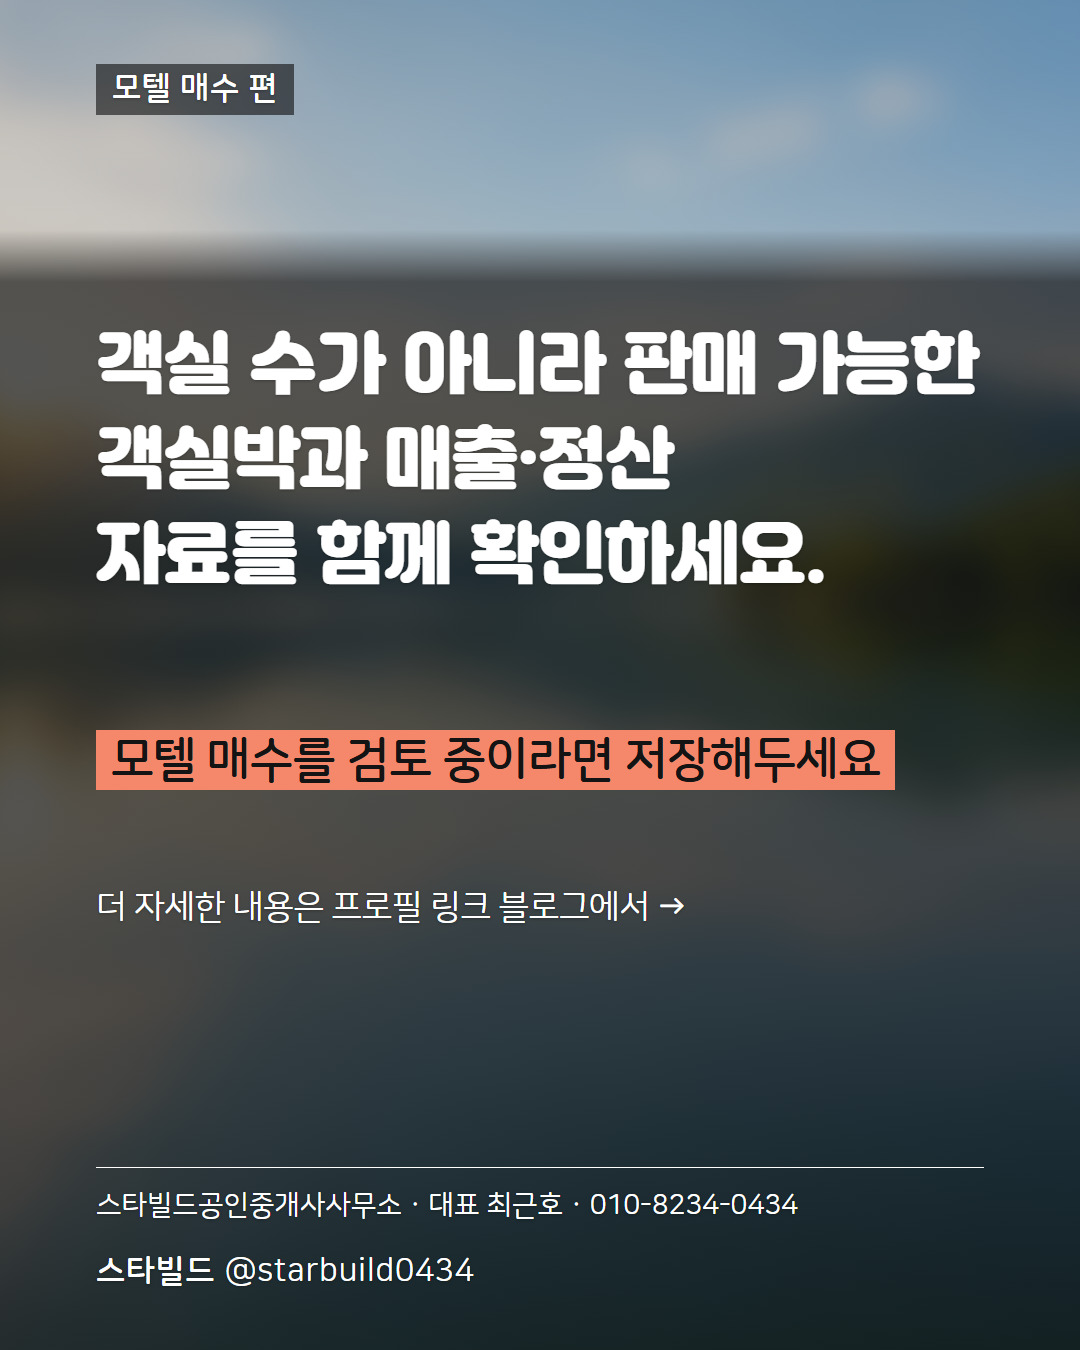 모텔 매수 편
객실 수가 아니라 판매 가능한
객실박과 매출·정산
자료를 함께 확인하세요.
모텔 매수를 검토 중이라면 저장해두세요
더 자세한 내용은 프로필 링크 블로그에서 →
스타빌드공인중개사사무소 · 대표 최근호 · 010-8234-0434
스타빌드 @starbuild0434